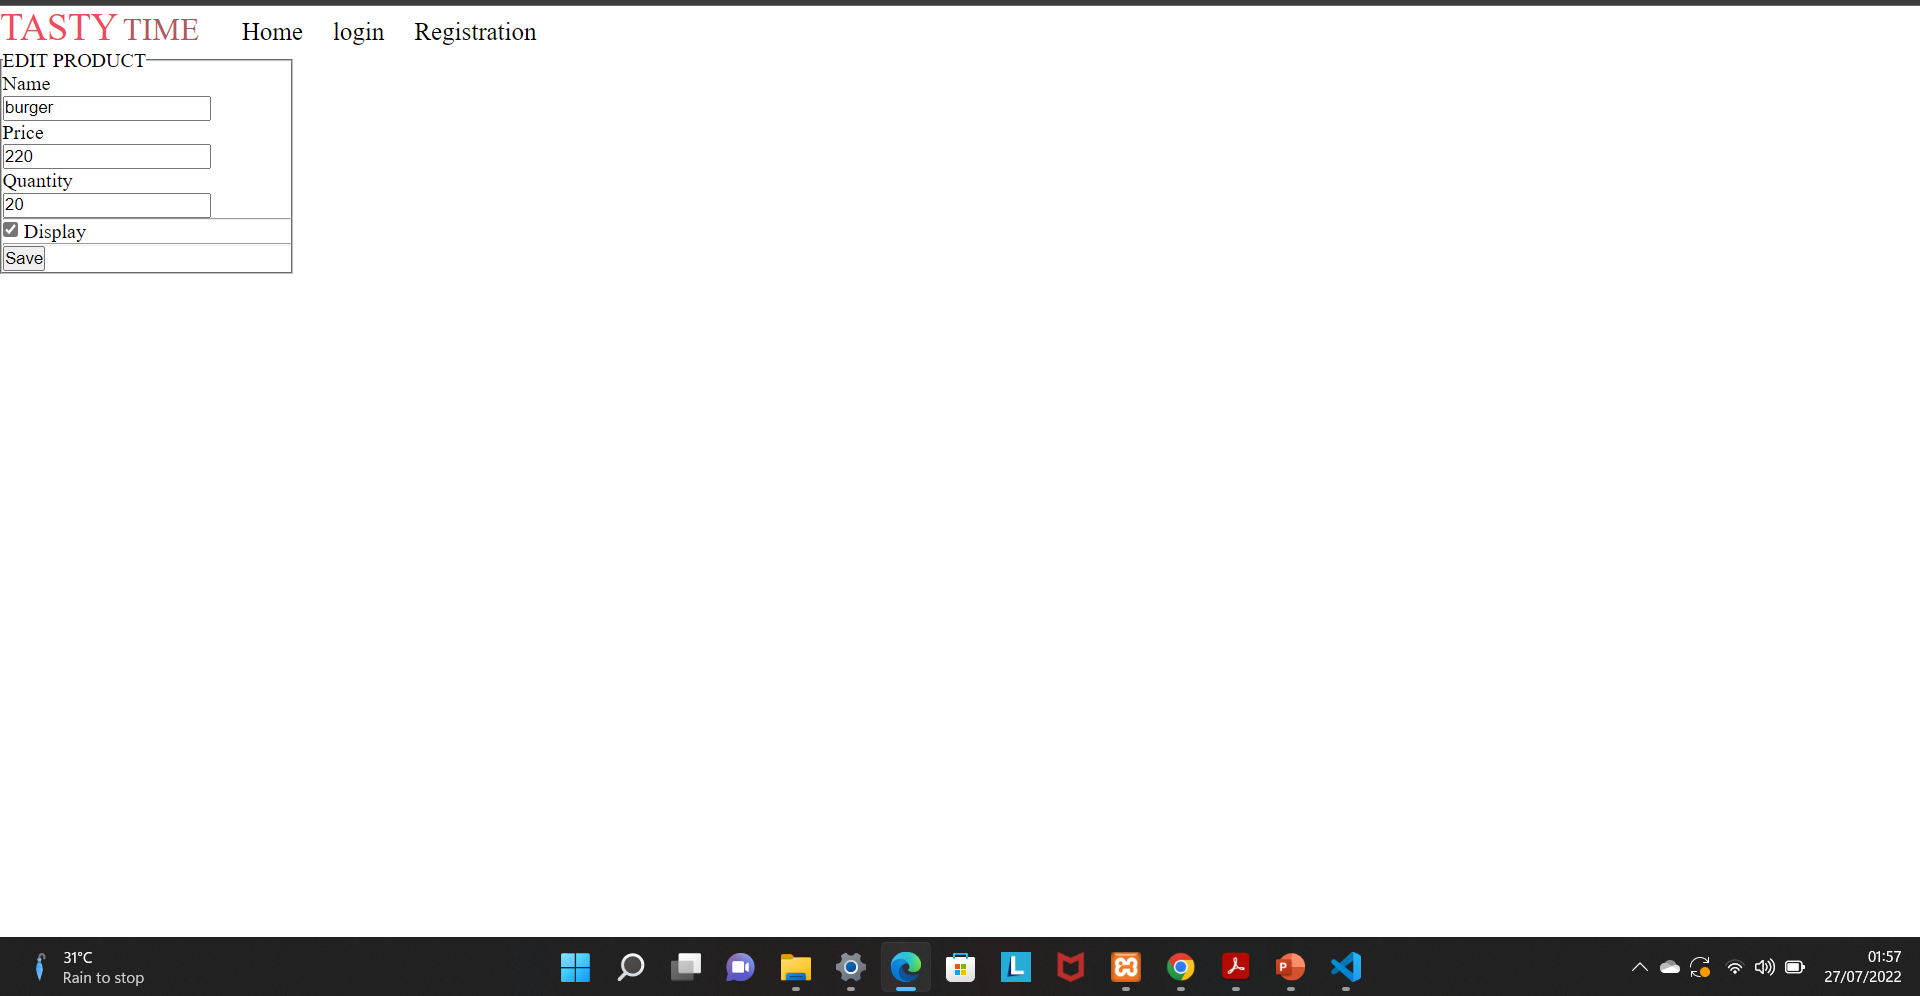 TASTY TIME Home login Registration
EDIT PRODUCT
Name
burger
Price
220
Quantity
20
Display
Save
31°C
Rain to stop
01:57
27/07/2022